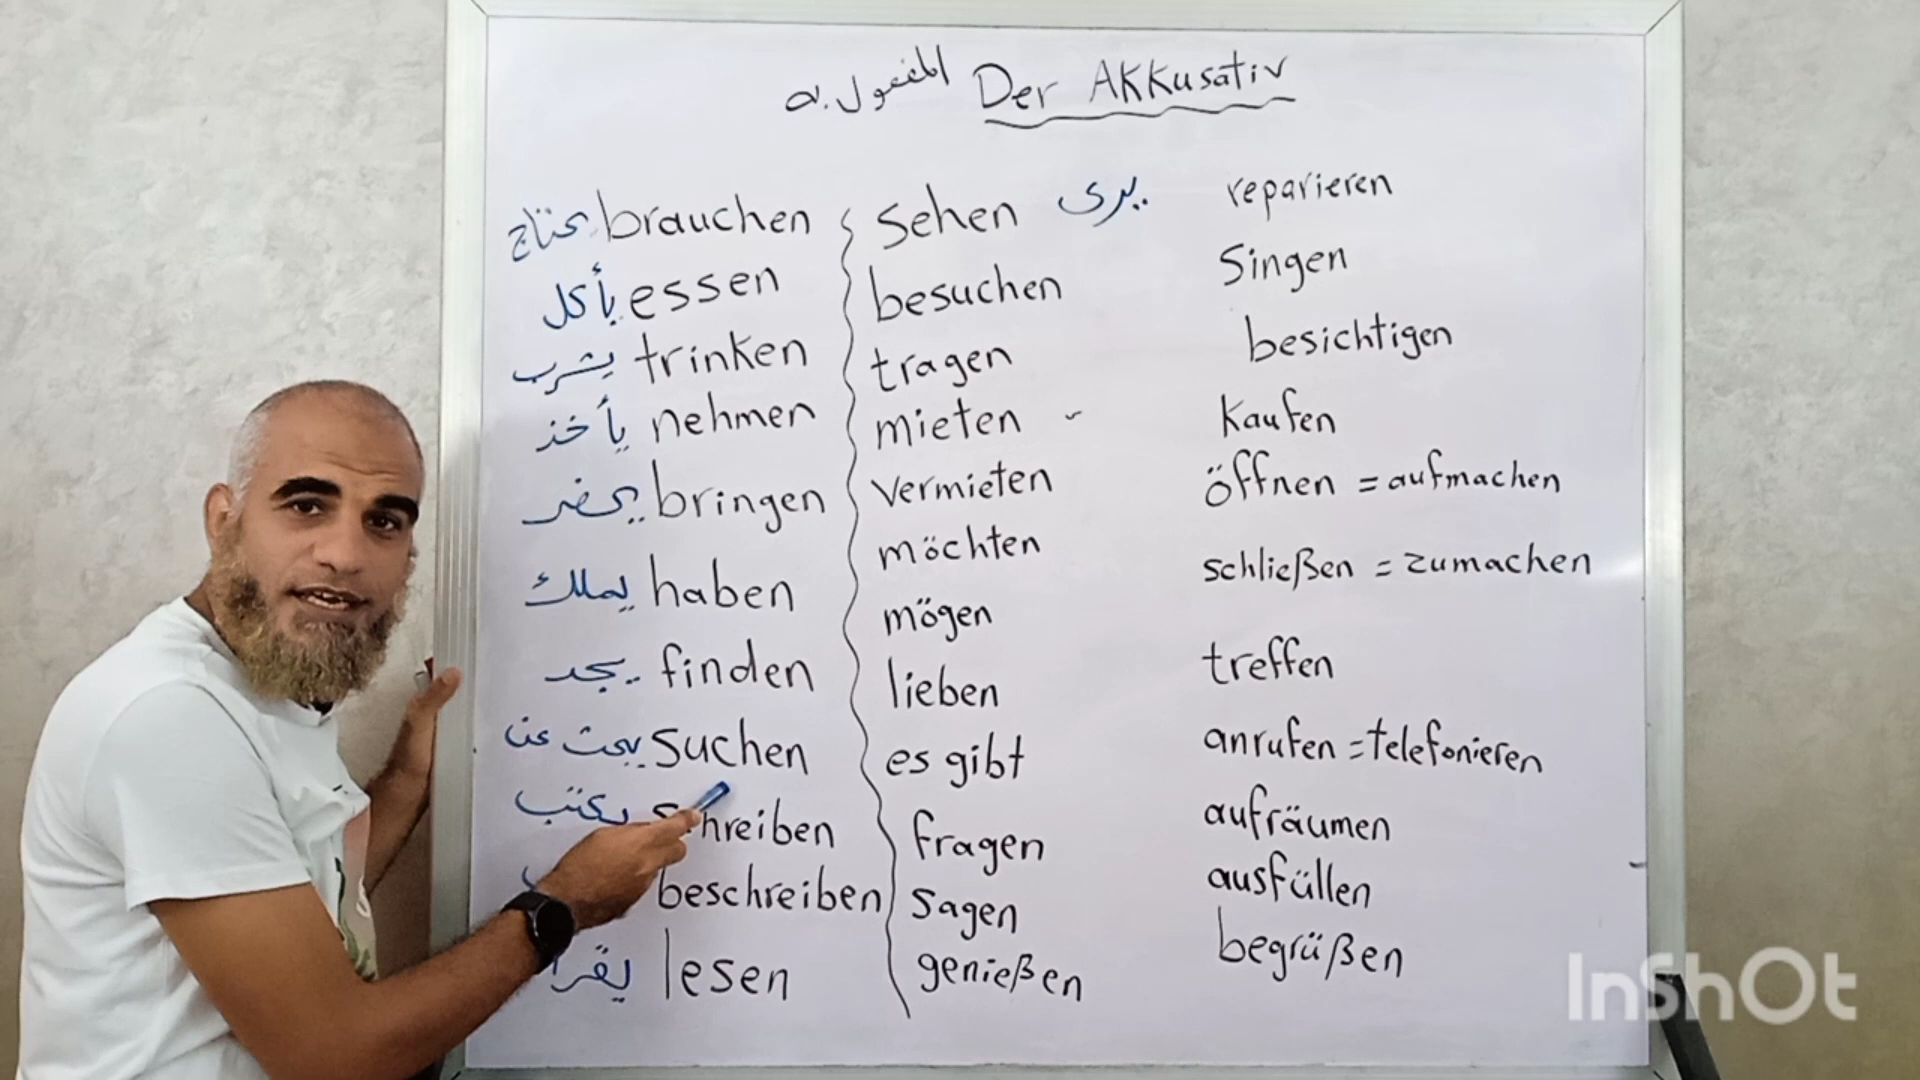 المفعول به Der Akkusativ
يحتاج brauchen
يأكل essen
يشرب trinken
يأخذ nehmen
يحضر bringen
يملك haben
يجد finden
يبحث عن suchen
يكتب schreiben
beschreiben
يقرأ lesen
sehen يرى
besuchen
tragen
mieten
vermieten
möchten
mögen
lieben
es gibt
fragen
sagen
genießen
reparieren
singen
besichtigen
kaufen
öffnen = aufmachen
schließen = zumachen
treffen
anrufen = telefonieren
aufräumen
ausfüllen
begrüßen
InShOt